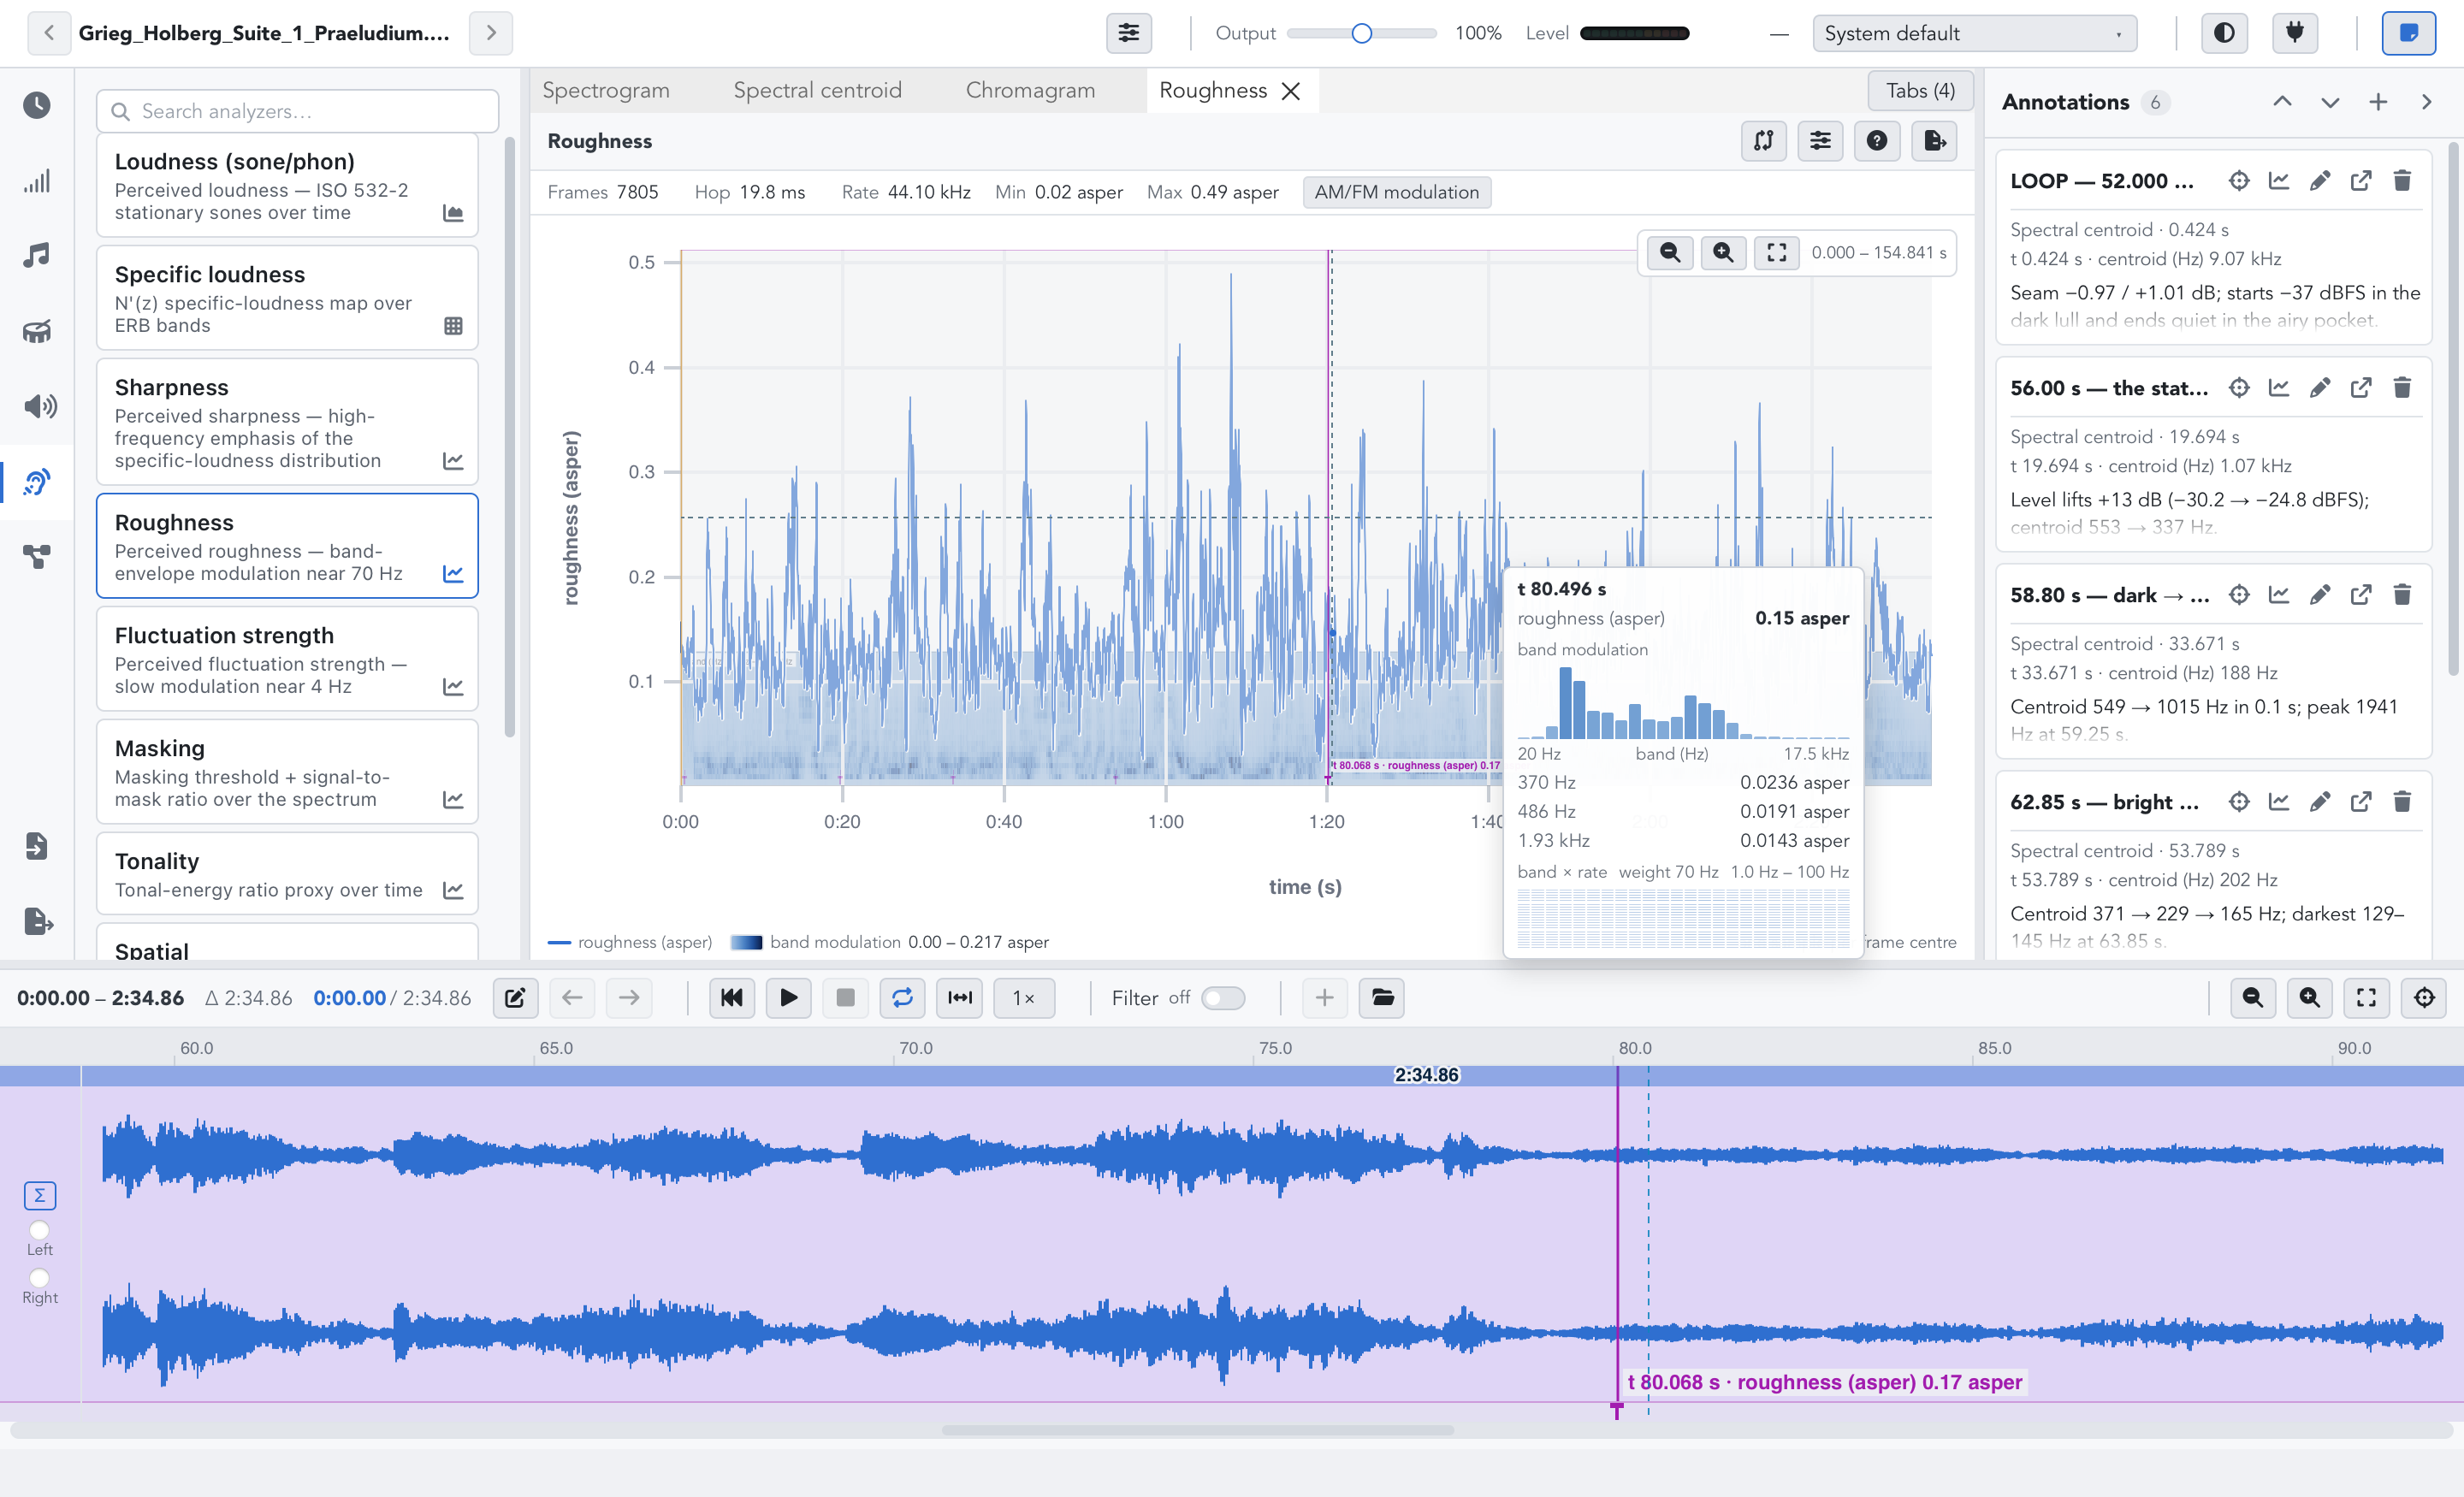 Grieg_Holberg_Suite_1_Praeludium....
Output 100% Level — System default
Search analyzers...
Loudness (sone/phon)
Perceived loudness — ISO 532-2
stationary sones over time
Specific loudness
N'(z) specific-loudness map over
ERB bands
Sharpness
Perceived sharpness — high-
frequency emphasis of the
specific-loudness distribution
Roughness
Perceived roughness — band-
envelope modulation near 70 Hz
Fluctuation strength
Perceived fluctuation strength —
slow modulation near 4 Hz
Masking
Masking threshold + signal-to-
mask ratio over the spectrum
Tonality
Tonal-energy ratio proxy over time
Spatial
Spectrogram Spectral centroid Chromagram Roughness Tabs (4)
Roughness
Frames 7805 Hop 19.8 ms Rate 44.10 kHz Min 0.02 asper Max 0.49 asper AM/FM modulation
0.000 – 154.841 s
0.5
0.4
0.3
0.2
0.1
roughness (asper)
t 80.068 s · roughness (asper) 0.17
0:00 0:20 0:40 1:00 1:20 1:40 2:00
time (s)
roughness (asper) band modulation 0.00 – 0.217 asper
rame centre
t 80.496 s
roughness (asper) 0.15 asper
band modulation
20 Hz band (Hz) 17.5 kHz
370 Hz 0.0236 asper
486 Hz 0.0191 asper
1.93 kHz 0.0143 asper
band × rate weight 70 Hz 1.0 Hz – 100 Hz
Annotations 6
LOOP — 52.000 ...
Spectral centroid · 0.424 s
t 0.424 s · centroid (Hz) 9.07 kHz
Seam −0.97 / +1.01 dB; starts −37 dBFS in the
dark lull and ends quiet in the airy pocket.
56.00 s — the stat...
Spectral centroid · 19.694 s
t 19.694 s · centroid (Hz) 1.07 kHz
Level lifts +13 dB (−30.2 → −24.8 dBFS);
centroid 553 → 337 Hz.
58.80 s — dark → ...
Spectral centroid · 33.671 s
t 33.671 s · centroid (Hz) 188 Hz
Centroid 549 → 1015 Hz in 0.1 s; peak 1941
Hz at 59.25 s.
62.85 s — bright ...
Spectral centroid · 53.789 s
t 53.789 s · centroid (Hz) 202 Hz
Centroid 371 → 229 → 165 Hz; darkest 129–
145 Hz at 63.85 s.
0:00.00 – 2:34.86 Δ 2:34.86 0:00.00 / 2:34.86 1× Filter off
60.0 65.0 70.0 75.0 80.0 85.0 90.0
2:34.86
Σ
Left
Right
t 80.068 s · roughness (asper) 0.17 asper